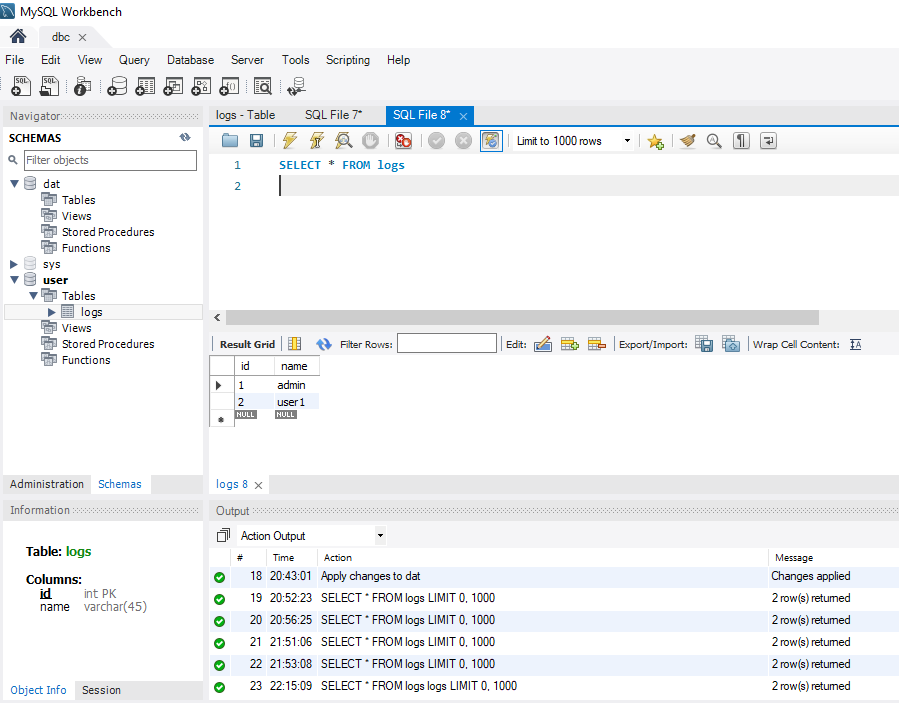 MySQL Workbench
dbc
File Edit View Query Database Server Tools Scripting Help
Navigator
SCHEMAS
Filter objects
dat
Tables
Views
Stored Procedures
Functions
sys
user
Tables
logs
Views
Stored Procedures
Functions
Administration Schemas
Information
Table: logs
Columns:
id int PK
name varchar(45)
Object Info Session
logs - Table SQL File 7* SQL File 8*
Limit to 1000 rows
1 SELECT * FROM logs
2
Result Grid Filter Rows: Edit: Export/Import: Wrap Cell Content:
id name
1 admin
2 user1
NULL NULL
logs 8
Output
Action Output
# Time Action Message
18 20:43:01 Apply changes to dat Changes applied
19 20:52:23 SELECT * FROM logs LIMIT 0, 1000 2 row(s) returned
20 20:56:25 SELECT * FROM logs LIMIT 0, 1000 2 row(s) returned
21 21:51:06 SELECT * FROM logs LIMIT 0, 1000 2 row(s) returned
22 21:53:08 SELECT * FROM logs LIMIT 0, 1000 2 row(s) returned
23 22:15:09 SELECT * FROM logs logs LIMIT 0, 1000 2 row(s) returned